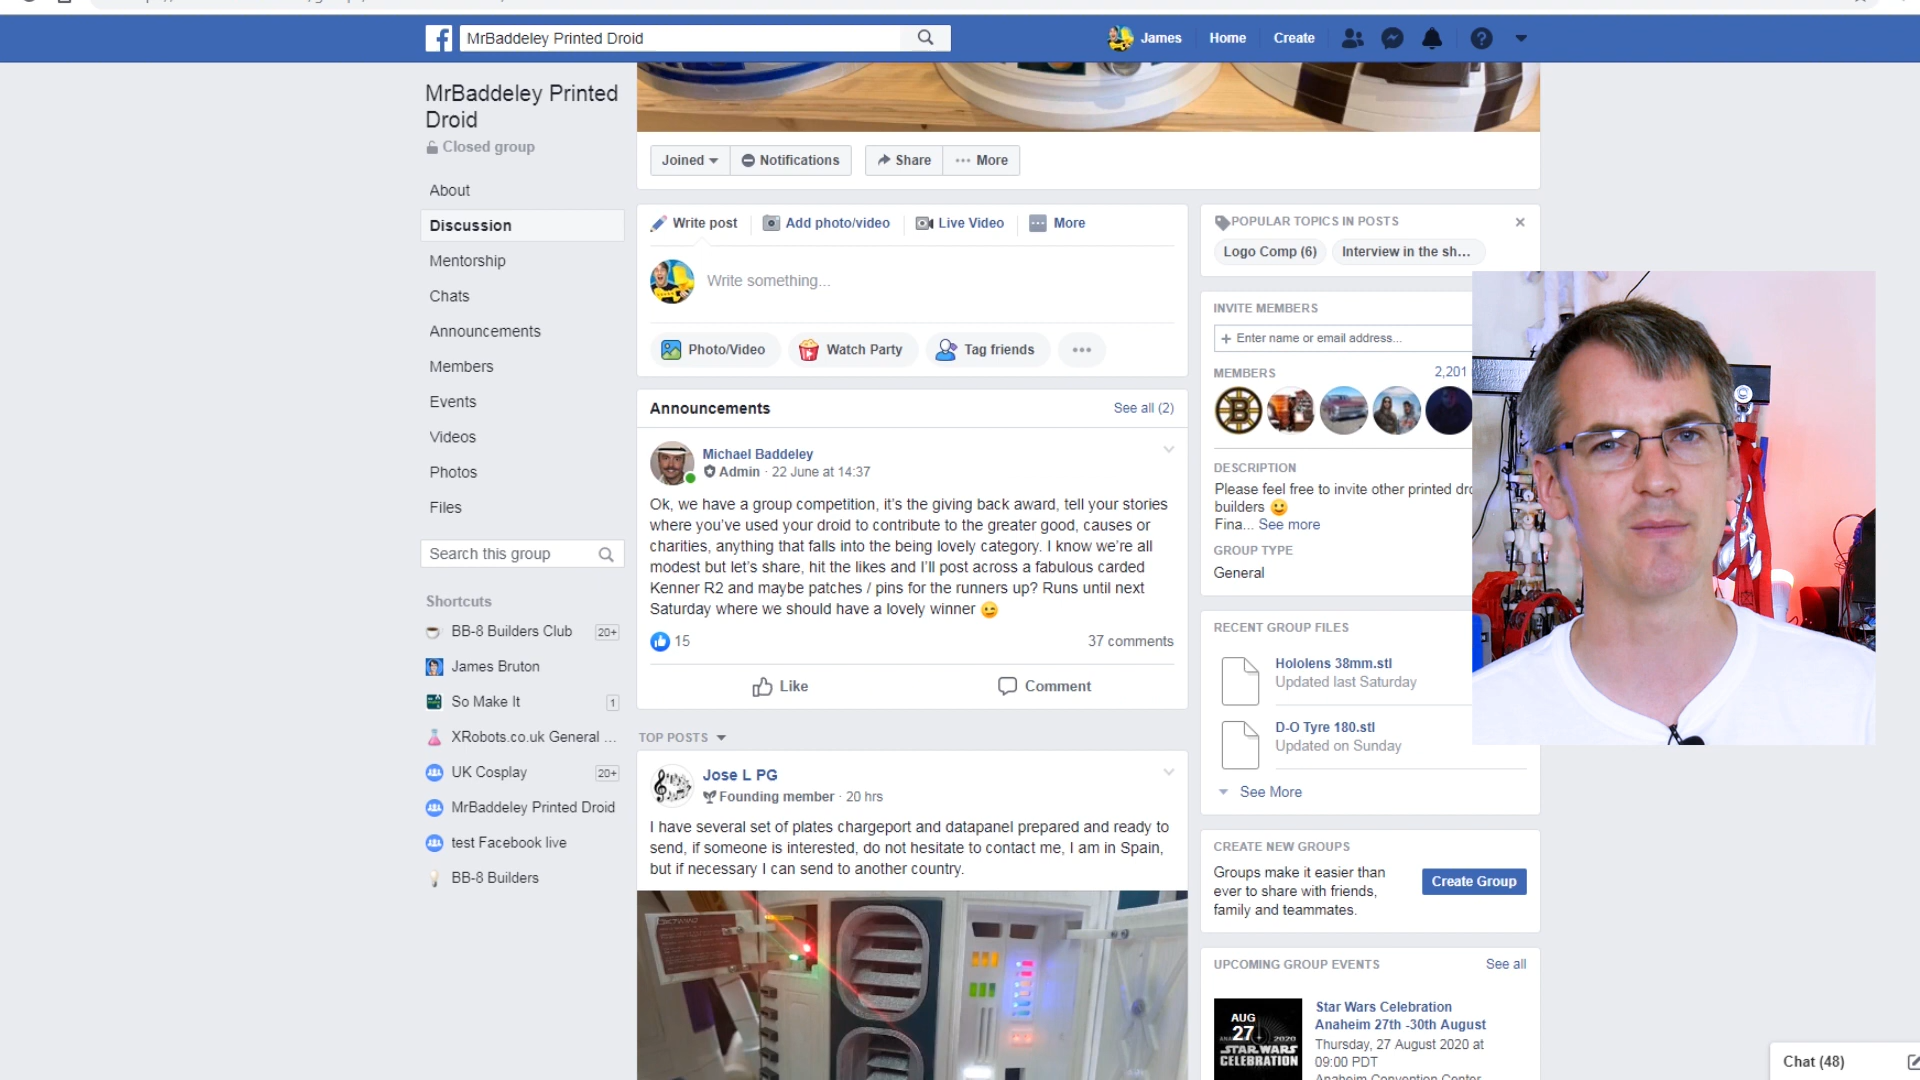 MrBaddeley Printed Droid
James
Home
Create
MrBaddeley Printed
Droid
Closed group
About
Discussion
Mentorship
Chats
Announcements
Members
Events
Videos
Photos
Files
Search this group
Shortcuts
BB-8 Builders Club 20+
James Bruton
So Make It 1
XRobots.co.uk General ...
UK Cosplay 20+
MrBaddeley Printed Droid
test Facebook live
BB-8 Builders
Joined
Notifications
Share
More
Write post
Add photo/video
Live Video
More
Write something...
Photo/Video
Watch Party
Tag friends
Announcements
See all (2)
Michael Baddeley
Admin · 22 June at 14:37
Ok, we have a group competition, it's the giving back award, tell your stories
where you've used your droid to contribute to the greater good, causes or
charities, anything that falls into the being lovely category. I know we're all
modest but let's share, hit the likes and I'll post across a fabulous carded
Kenner R2 and maybe patches / pins for the runners up? Runs until next
Saturday where we should have a lovely winner 😉
15
37 comments
Like
Comment
TOP POSTS
Jose L PG
Founding member · 20 hrs
I have several set of plates chargeport and datapanel prepared and ready to
send, if someone is interested, do not hesitate to contact me, I am in Spain,
but if necessary I can send to another country.
POPULAR TOPICS IN POSTS
Logo Comp (6)
Interview in the sh...
INVITE MEMBERS
+ Enter name or email address...
MEMBERS
2,201
DESCRIPTION
Please feel free to invite other printed
builders 🙂
Fina... See more
GROUP TYPE
General
RECENT GROUP FILES
Hololens 38mm.stl
Updated last Saturday
D-O Tyre 180.stl
Updated on Sunday
See More
CREATE NEW GROUPS
Groups make it easier than
ever to share with friends,
family and teammates.
Create Group
UPCOMING GROUP EVENTS
See all
AUG
27
2020
STAR WARS
CELEBRATION
Star Wars Celebration
Anaheim 27th -30th August
Thursday, 27 August 2020 at
09:00 PDT
Anaheim Convention Center
Chat (48)